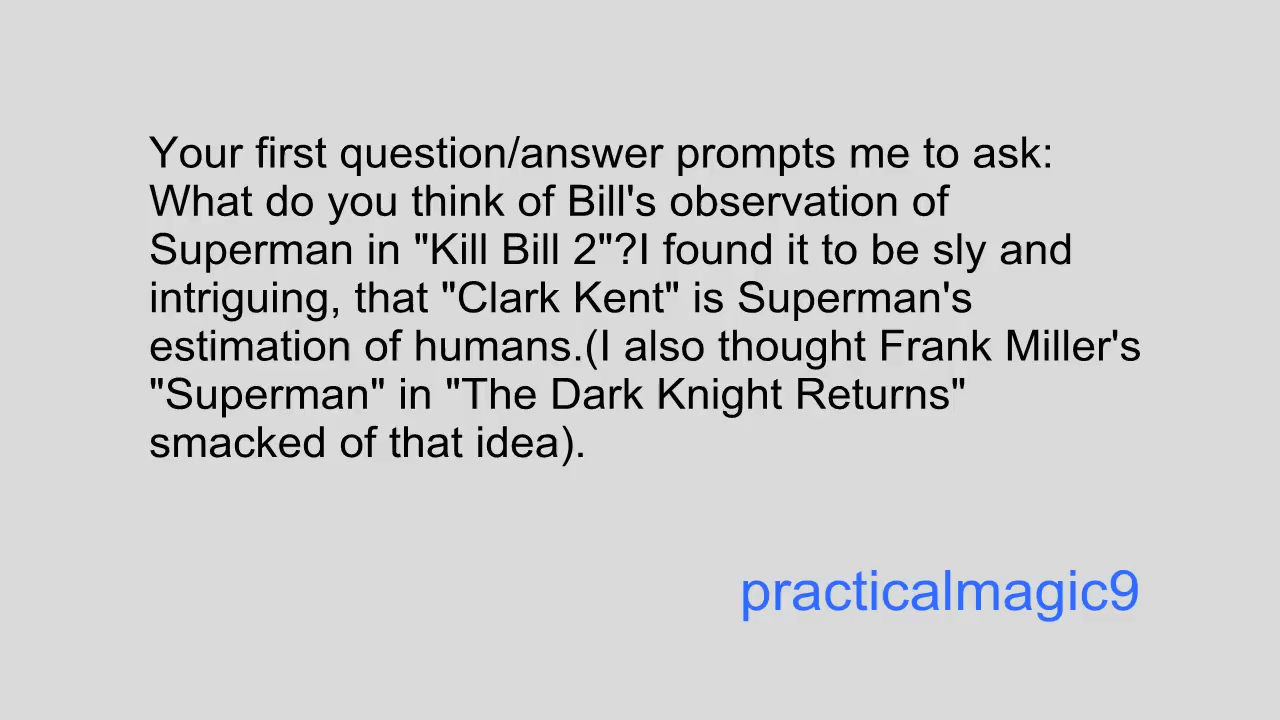 Your first question/answer prompts me to ask:
What do you think of Bill's observation of
Superman in "Kill Bill 2"?I found it to be sly and
intriguing, that "Clark Kent" is Superman's
estimation of humans.(I also thought Frank Miller's
"Superman" in "The Dark Knight Returns"
smacked of that idea).
practicalmagic9